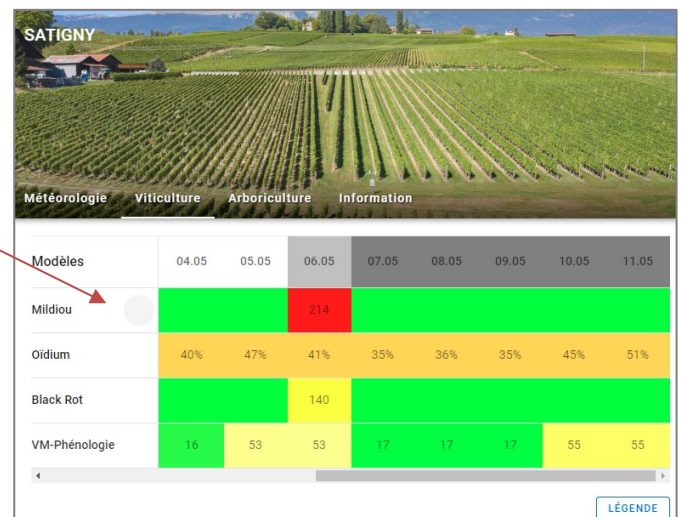 SATIGNY
Météorologie Viticulture Arboriculture Information
Modèles 04.05 05.05 06.05 07.05 08.05 09.05 10.05 11.05
Mildiou 214
Oïdium 40% 47% 41% 35% 36% 35% 45% 51%
Black Rot 140
VM-Phénologie 16 53 53 17 17 17 55 55
LÉGENDE